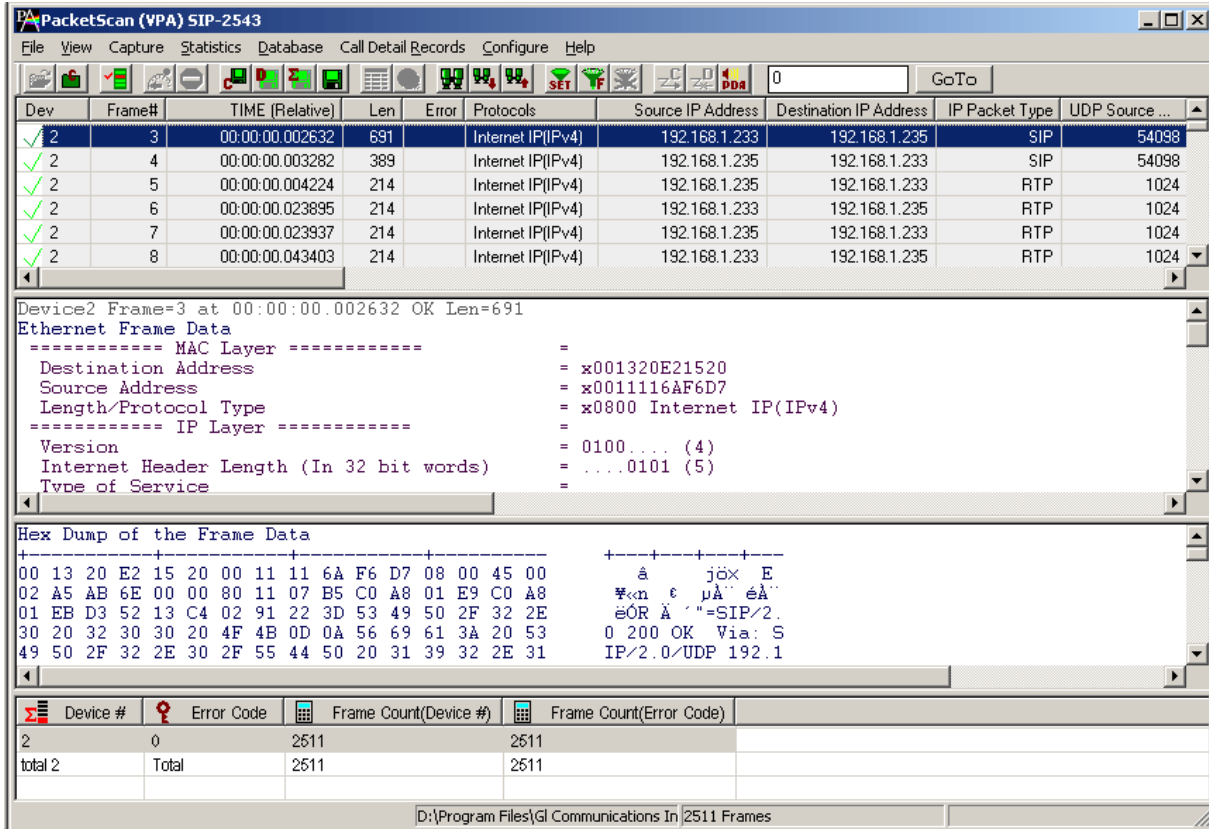 PacketScan (VPA) SIP-2543
File View Capture Statistics Database Call Detail Records Configure Help
SET F DDA 0 GoTo
Dev Frame# TIME (Relative) Len Error Protocols Source IP Address Destination IP Address IP Packet Type UDP Source ...
2 3 00:00:00.002632 691 Internet IP(IPv4) 192.168.1.233 192.168.1.235 SIP 54098
2 4 00:00:00.003282 389 Internet IP(IPv4) 192.168.1.233 192.168.1.235 SIP 54098
2 5 00:00:00.004224 214 Internet IP(IPv4) 192.168.1.235 192.168.1.233 RTP 1024
2 6 00:00:00.023895 214 Internet IP(IPv4) 192.168.1.233 192.168.1.235 RTP 1024
2 7 00:00:00.023937 214 Internet IP(IPv4) 192.168.1.235 192.168.1.233 RTP 1024
2 8 00:00:00.043403 214 Internet IP(IPv4) 192.168.1.233 192.168.1.235 RTP 1024
Device2 Frame=3 at 00:00:00.002632 OK Len=691
Ethernet Frame Data
============ MAC Layer ============ =
Destination Address = x001320E21520
Source Address = x0011116AF6D7
Length/Protocol Type = x0800 Internet IP(IPv4)
============ IP Layer ============ =
Version = 0100.... (4)
Internet Header Length (In 32 bit words) = ....0101 (5)
Type of Service =
Hex Dump of the Frame Data
+-----------+-----------+-----------+---------- +---+---+---+---
00 13 20 E2 15 20 00 11 11 6A F6 D7 08 00 45 00 â jöx E
02 A5 AB 6E 00 00 80 11 07 B5 C0 A8 01 E9 C0 A8 ¥«n € µÀ¨ éÀ¨
01 EB D3 52 13 C4 02 91 22 3D 53 49 50 2F 32 2E ëÓR Ä ´"=SIP/2.
30 20 32 30 30 20 4F 4B 0D 0A 56 69 61 3A 20 53 0 200 OK Via: S
49 50 2F 32 2E 30 2F 55 44 50 20 31 39 32 2E 31 IP/2.0/UDP 192.1
Device # Error Code Frame Count(Device #) Frame Count(Error Code)
2 0 2511 2511
total 2 Total 2511 2511
D:\Program Files\Gl Communications In 2511 Frames